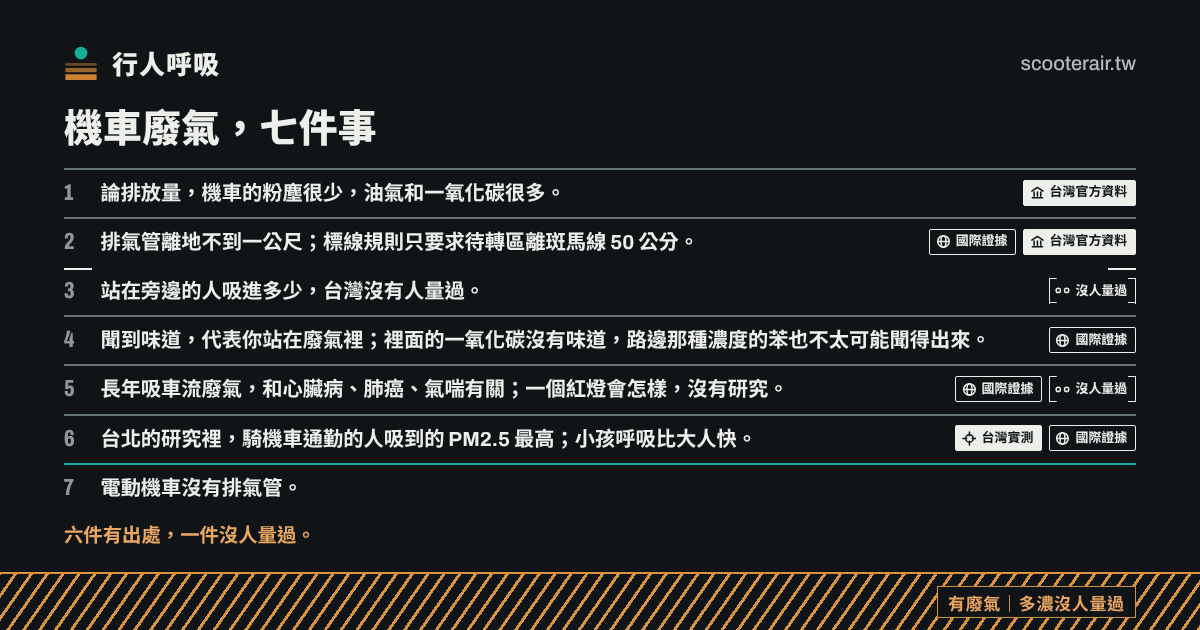 行人呼吸
scooterair.tw
機車廢氣，七件事
1 論排放量，機車的粉塵很少，油氣和一氧化碳很多。 台灣官方資料
2 排氣管離地不到一公尺；標線規則只要求待轉區離斑馬線 50 公分。 國際證據 台灣官方資料
3 站在旁邊的人吸進多少，台灣沒有人量過。 沒人量過
4 聞到味道，代表你站在廢氣裡；裡面的一氧化碳沒有味道，路邊那種濃度的苯也不太可能聞得出來。 國際證據
5 長年吸車流廢氣，和心臟病、肺癌、氣喘有關；一個紅燈會怎樣，沒有研究。 國際證據 沒人量過
6 台北的研究裡，騎機車通勤的人吸到的 PM2.5 最高；小孩呼吸比大人快。 台灣實測 國際證據
7 電動機車沒有排氣管。
六件有出處，一件沒人量過。
有廢氣｜多濃沒人量過